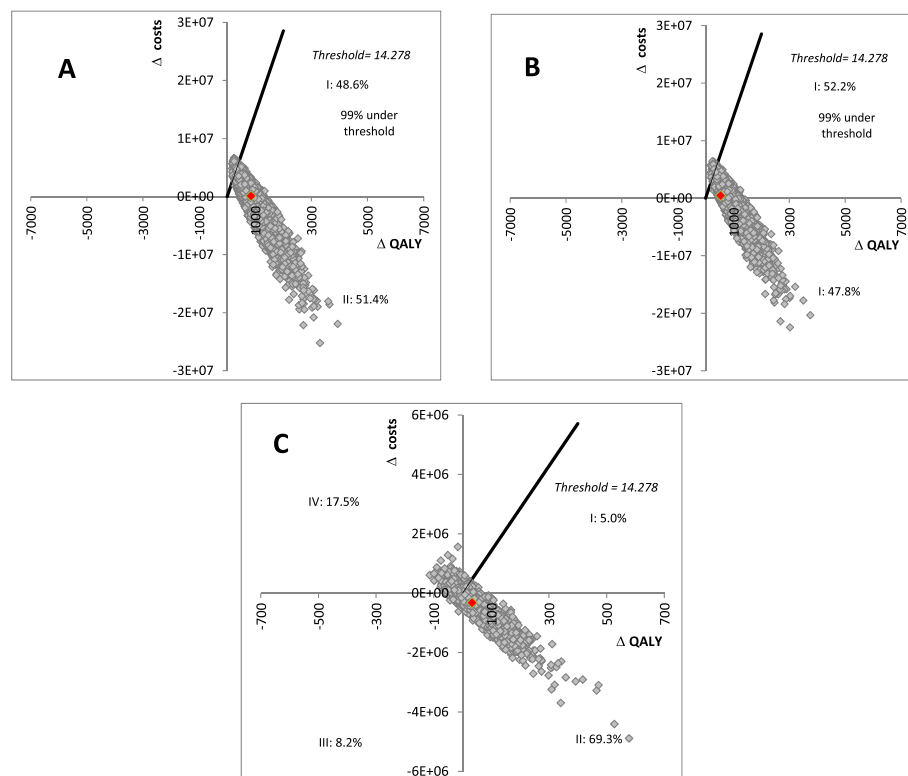 A
Δ costs
3E+07
2E+07
1E+07
0E+00
-1E+07
-2E+07
-3E+07
-7000
-5000
-3000
-1000
1000
3000
5000
7000
Δ QALY
Threshold= 14.278
I: 48.6%
99% under
threshold
II: 51.4%
B
Δ costs
3E+07
2E+07
1E+07
0E+00
-1E+07
-2E+07
-3E+07
-7000
-5000
-3000
-1000
1000
3000
5000
7000
Δ QALY
Threshold= 14.278
I: 52.2%
99% under
threshold
I: 47.8%
C
Δ costs
6E+06
4E+06
2E+06
0E+00
-2E+06
-4E+06
-6E+06
-700
-500
-300
-100
100
300
500
700
Δ QALY
Threshold = 14.278
IV: 17.5%
I: 5.0%
III: 8.2%
II: 69.3%